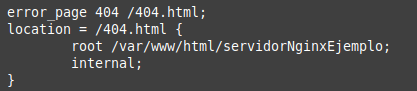 error_page 404 /404.html;
location = /404.html {
        root /var/www/html/servidorNginxEjemplo;
        internal;
}